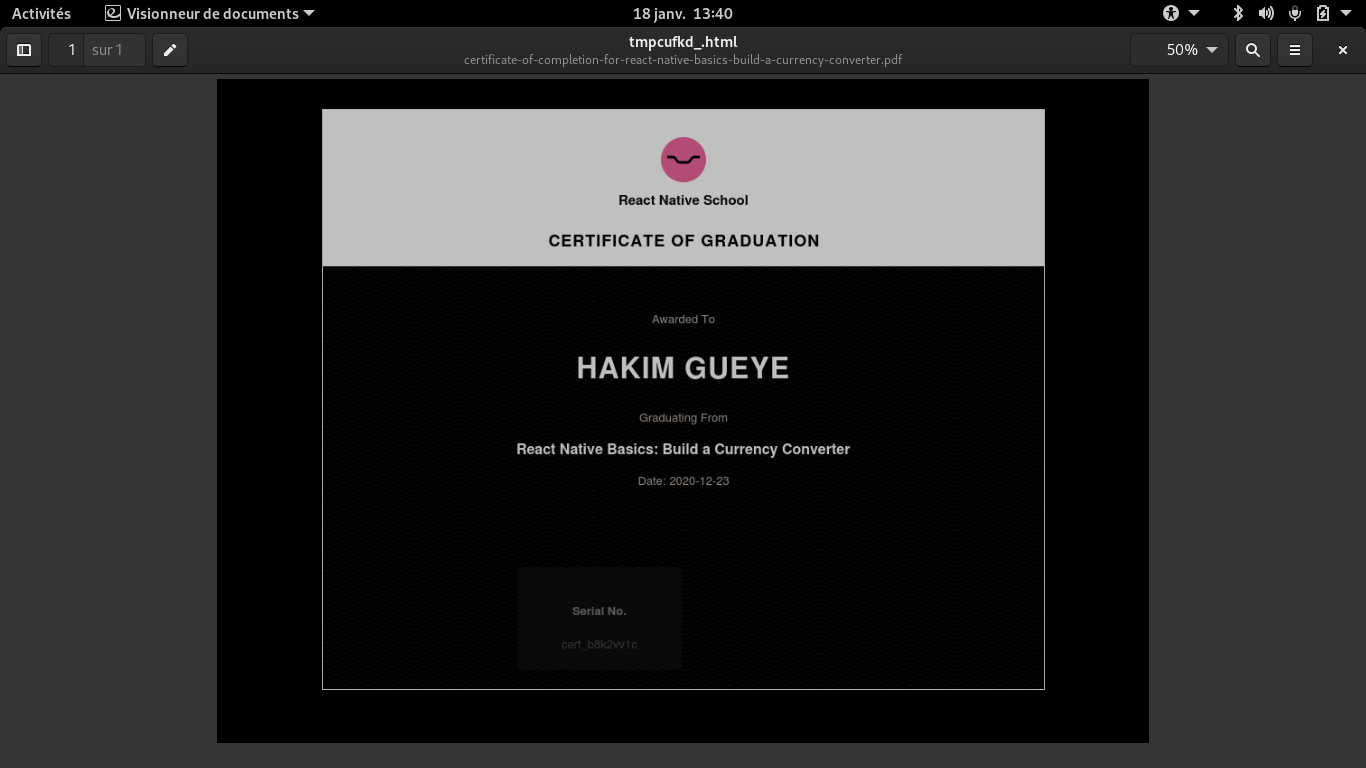 Activités
Visionneur de documents
18 janv. 13:40
1 sur 1
tmpcufkd_.html
certificate-of-completion-for-react-native-basics-build-a-currency-converter.pdf
50%
React Native School
CERTIFICATE OF GRADUATION
Awarded To
HAKIM GUEYE
Graduating From
React Native Basics: Build a Currency Converter
Date: 2020-12-23
Serial No.
cert_b8k2vv1c